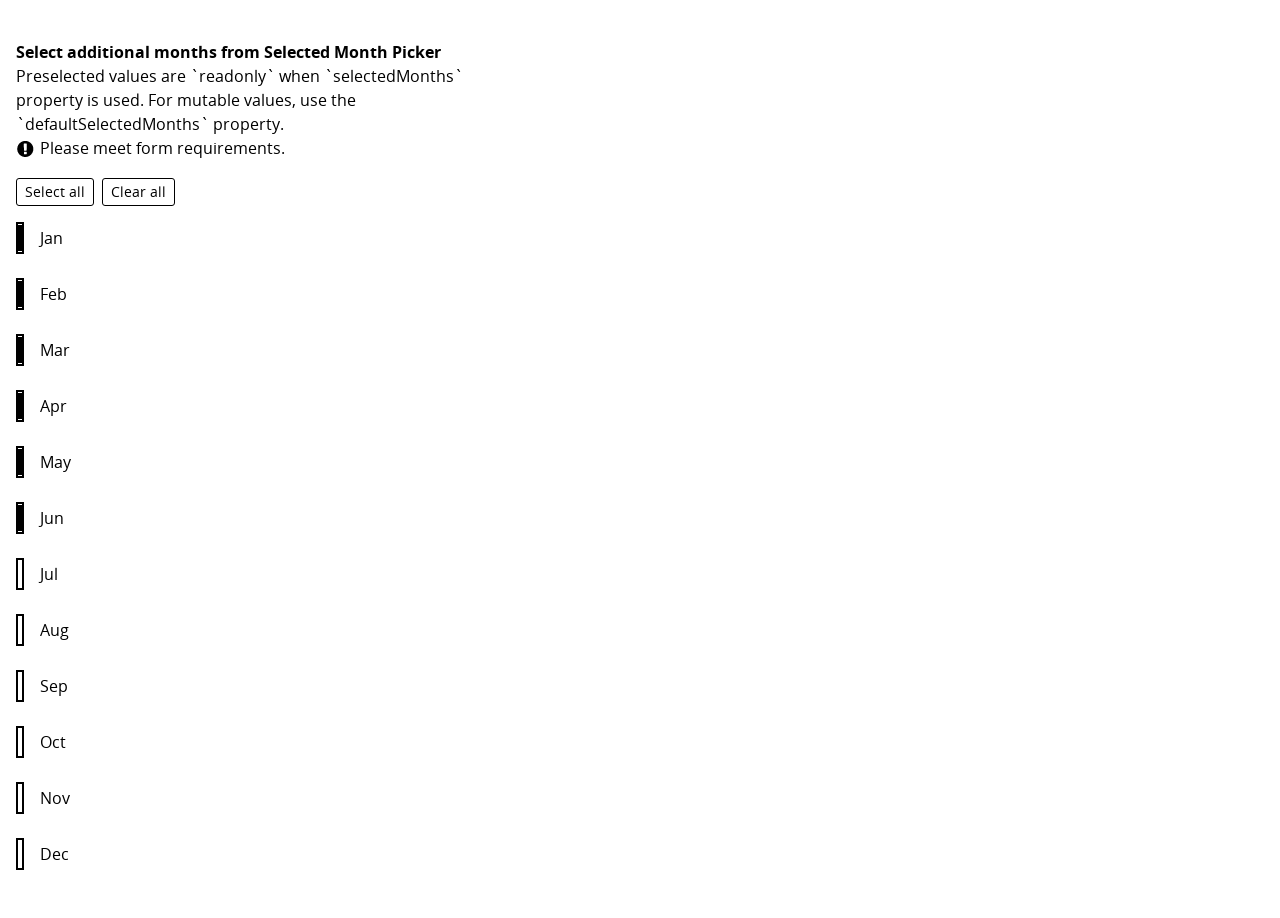 Select additional months from Selected Month Picker
Preselected values are `readonly` when `selectedMonths`
property is used. For mutable values, use the
`defaultSelectedMonths` property.
Please meet form requirements.
Select all Clear all
Jan
Feb
Mar
Apr
May
Jun
Jul
Aug
Sep
Oct
Nov
Dec